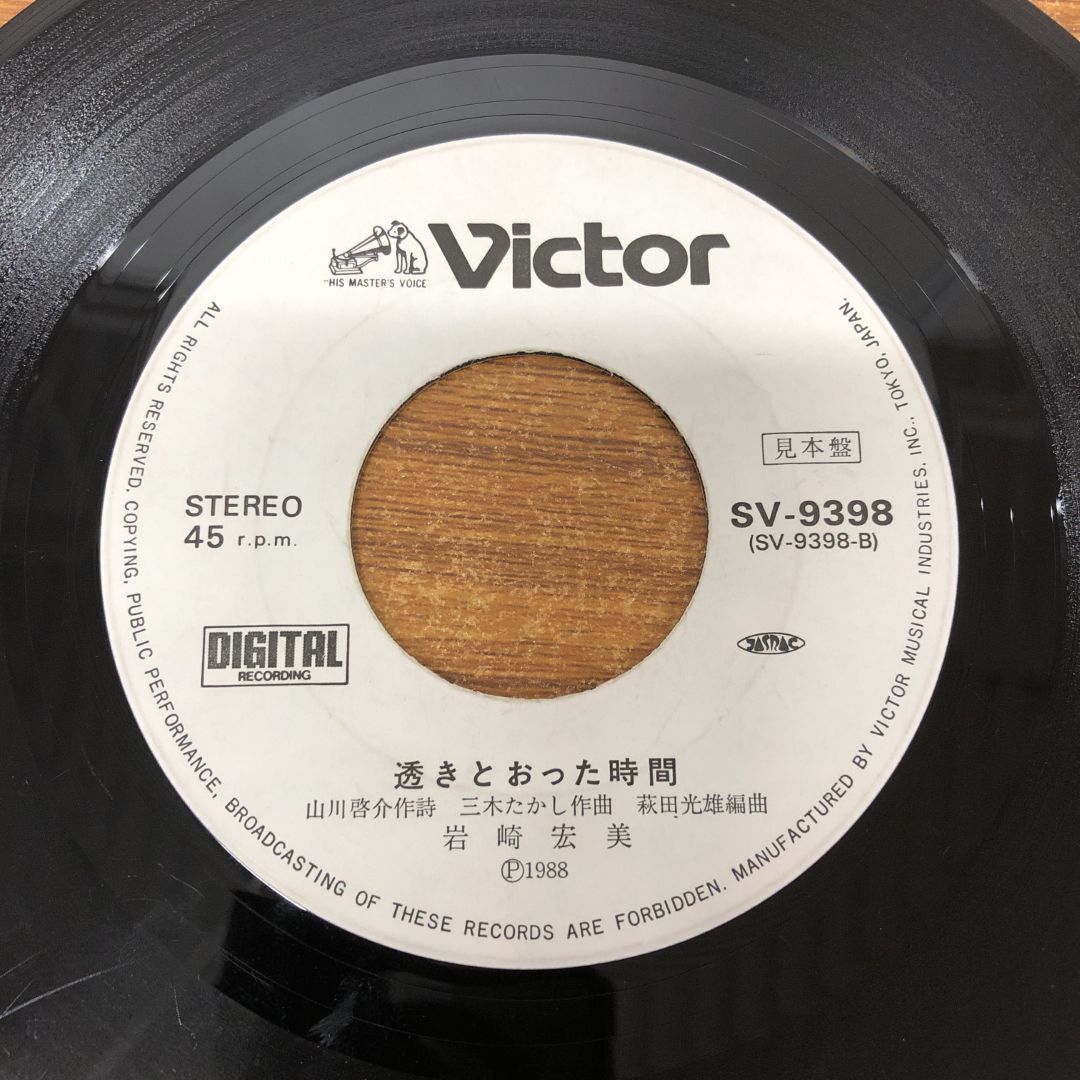 Victor
"HIS MASTER'S VOICE"
見本盤
STEREO
45 r.p.m.
SV-9398
(SV-9398-B)
DIGITAL
RECORDING
JASRAC
透きとおった時間
山川啓介作詩 三木たかし作曲 萩田光雄編曲
岩崎宏美
Ⓟ1988
ALL RIGHTS RESERVED. COPYING, PUBLIC PERFORMANCE, BROADCASTING OF THESE RECORDS ARE FORBIDDEN. MANUFACTURED BY VICTOR MUSICAL INDUSTRIES, INC., TOKYO, JAPAN.